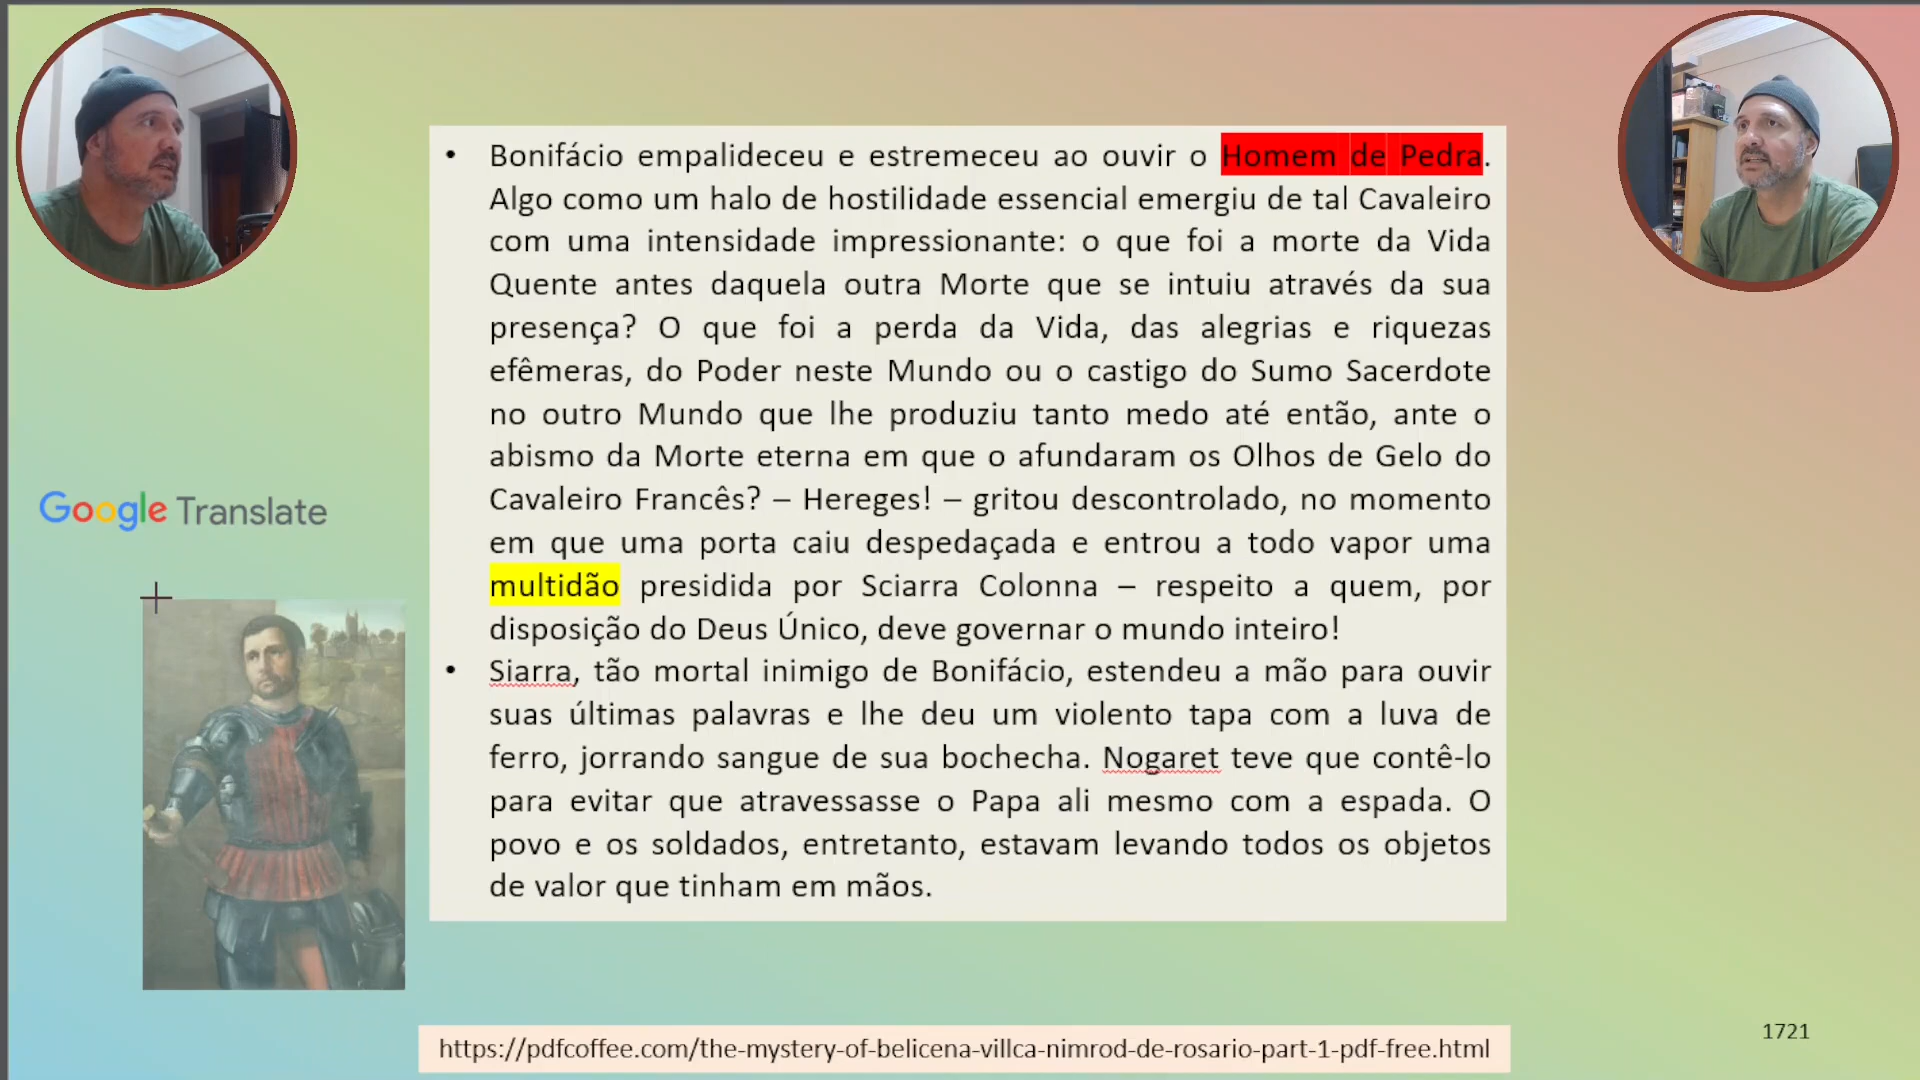 Bonifácio empalideceu e estremeceu ao ouvir o Homem de Pedra.
Algo como um halo de hostilidade essencial emergiu de tal Cavaleiro
com uma intensidade impressionante: o que foi a morte da Vida
Quente antes daquela outra Morte que se intuiu através da sua
presença? O que foi a perda da Vida, das alegrias e riquezas
efêmeras, do Poder neste Mundo ou o castigo do Sumo Sacerdote
no outro Mundo que lhe produziu tanto medo até então, ante o
abismo da Morte eterna em que o afundaram os Olhos de Gelo do
Cavaleiro Francês? – Hereges! – gritou descontrolado, no momento
em que uma porta caiu despedaçada e entrou a todo vapor uma
multidão presidida por Sciarra Colonna – respeito a quem, por
disposição do Deus Único, deve governar o mundo inteiro!
Siarra, tão mortal inimigo de Bonifácio, estendeu a mão para ouvir
suas últimas palavras e lhe deu um violento tapa com a luva de
ferro, jorrando sangue de sua bochecha. Nogaret teve que contê-lo
para evitar que atravessasse o Papa ali mesmo com a espada. O
povo e os soldados, entretanto, estavam levando todos os objetos
de valor que tinham em mãos.
Google Translate
https://pdfcoffee.com/the-mystery-of-belicena-villca-nimrod-de-rosario-part-1-pdf-free.html
1721